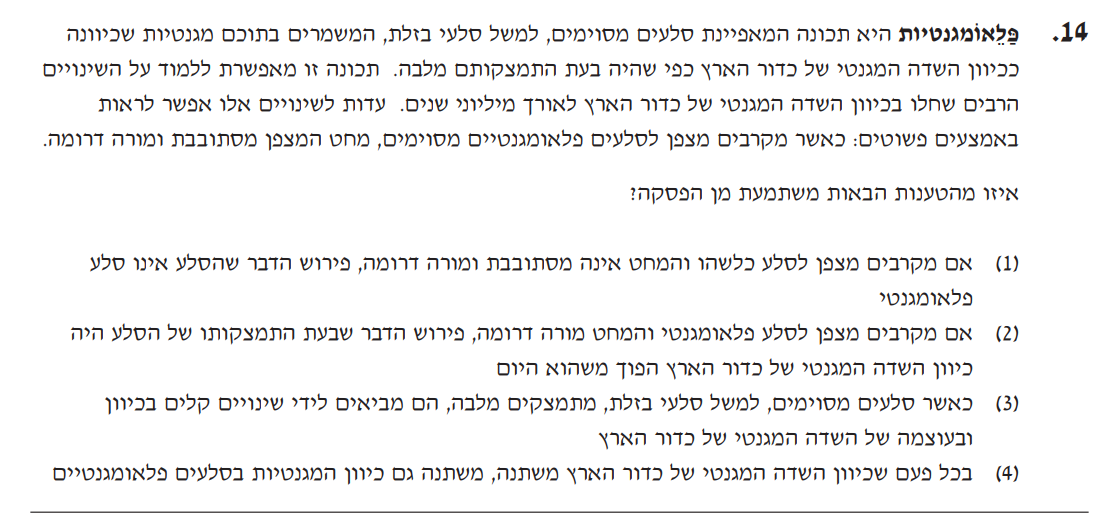 14. פַּלֵאוֹמגנטיות היא תכונה המאפיינת סלעים מסוימים, למשל סלעי בזלת, המשמרים בתוכם מגנטיות שכיוונה
ככיוון השדה המגנטי של כדור הארץ כפי שהיה בעת התמצקותם מלבה. תכונה זו מאפשרת ללמוד על השינויים
הרבים שחלו בכיוון השדה המגנטי של כדור הארץ לאורך מיליוני שנים. עדות לשינויים אלו אפשר לראות
באמצעים פשוטים: כאשר מקרבים מצפן לסלעים פלאומגנטיים מסוימים, מחט המצפן מסתובבת ומורה דרומה.
איזו מהטענות הבאות משתמעת מן הפסקה?
(1) אם מקרבים מצפן לסלע כלשהו והמחט אינה מסתובבת ומורה דרומה, פירוש הדבר שהסלע אינו סלע
פלאומגנטי
(2) אם מקרבים מצפן לסלע פלאומגנטי והמחט מורה דרומה, פירוש הדבר שבעת התמצקותו של הסלע היה
כיוון השדה המגנטי של כדור הארץ הפוך משהוא היום
(3) כאשר סלעים מסוימים, למשל סלעי בזלת, מתמצקים מלבה, הם מביאים לידי שינויים קלים בכיוון
ובעוצמה של השדה המגנטי של כדור הארץ
(4) בכל פעם שכיוון השדה המגנטי של כדור הארץ משתנה, משתנה גם כיוון המגנטיות בסלעים פלאומגנטיים